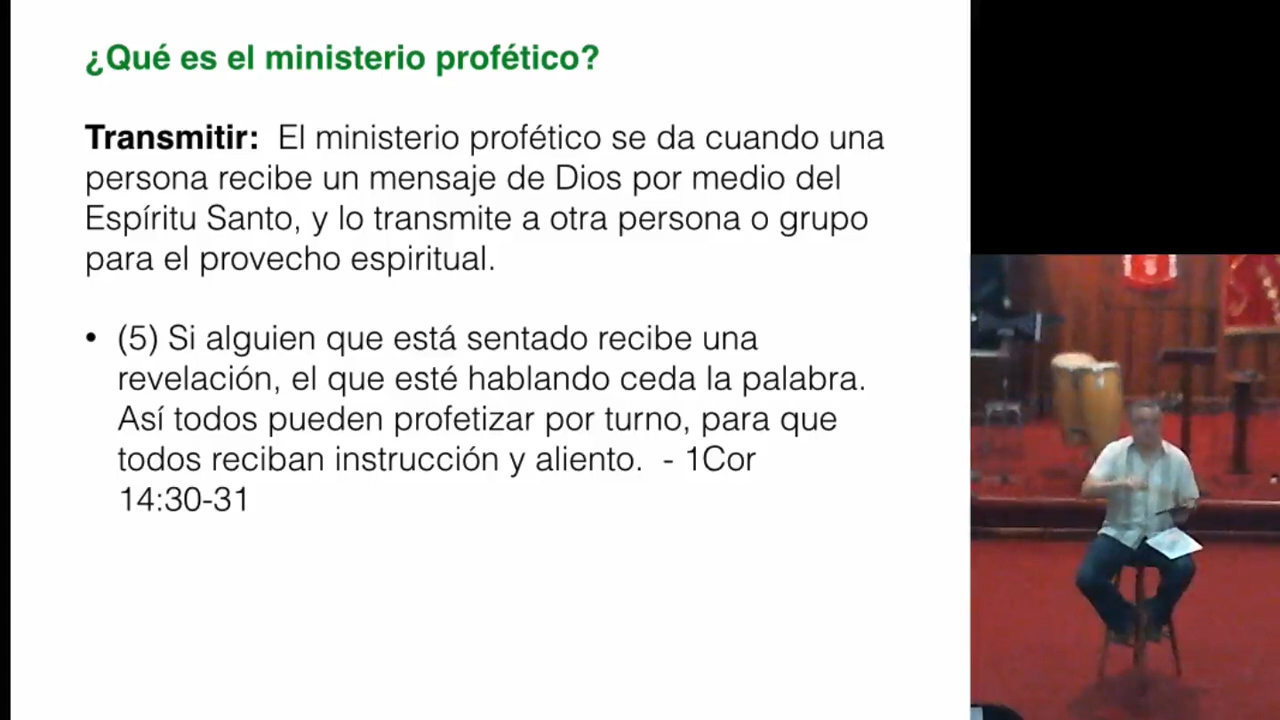 ¿Qué es el ministerio profético?
Transmitir: El ministerio profético se da cuando una
persona recibe un mensaje de Dios por medio del
Espíritu Santo, y lo transmite a otra persona o grupo
para el provecho espiritual.
• (5) Si alguien que está sentado recibe una
revelación, el que esté hablando ceda la palabra.
Así todos pueden profetizar por turno, para que
todos reciban instrucción y aliento. - 1Cor
14:30-31